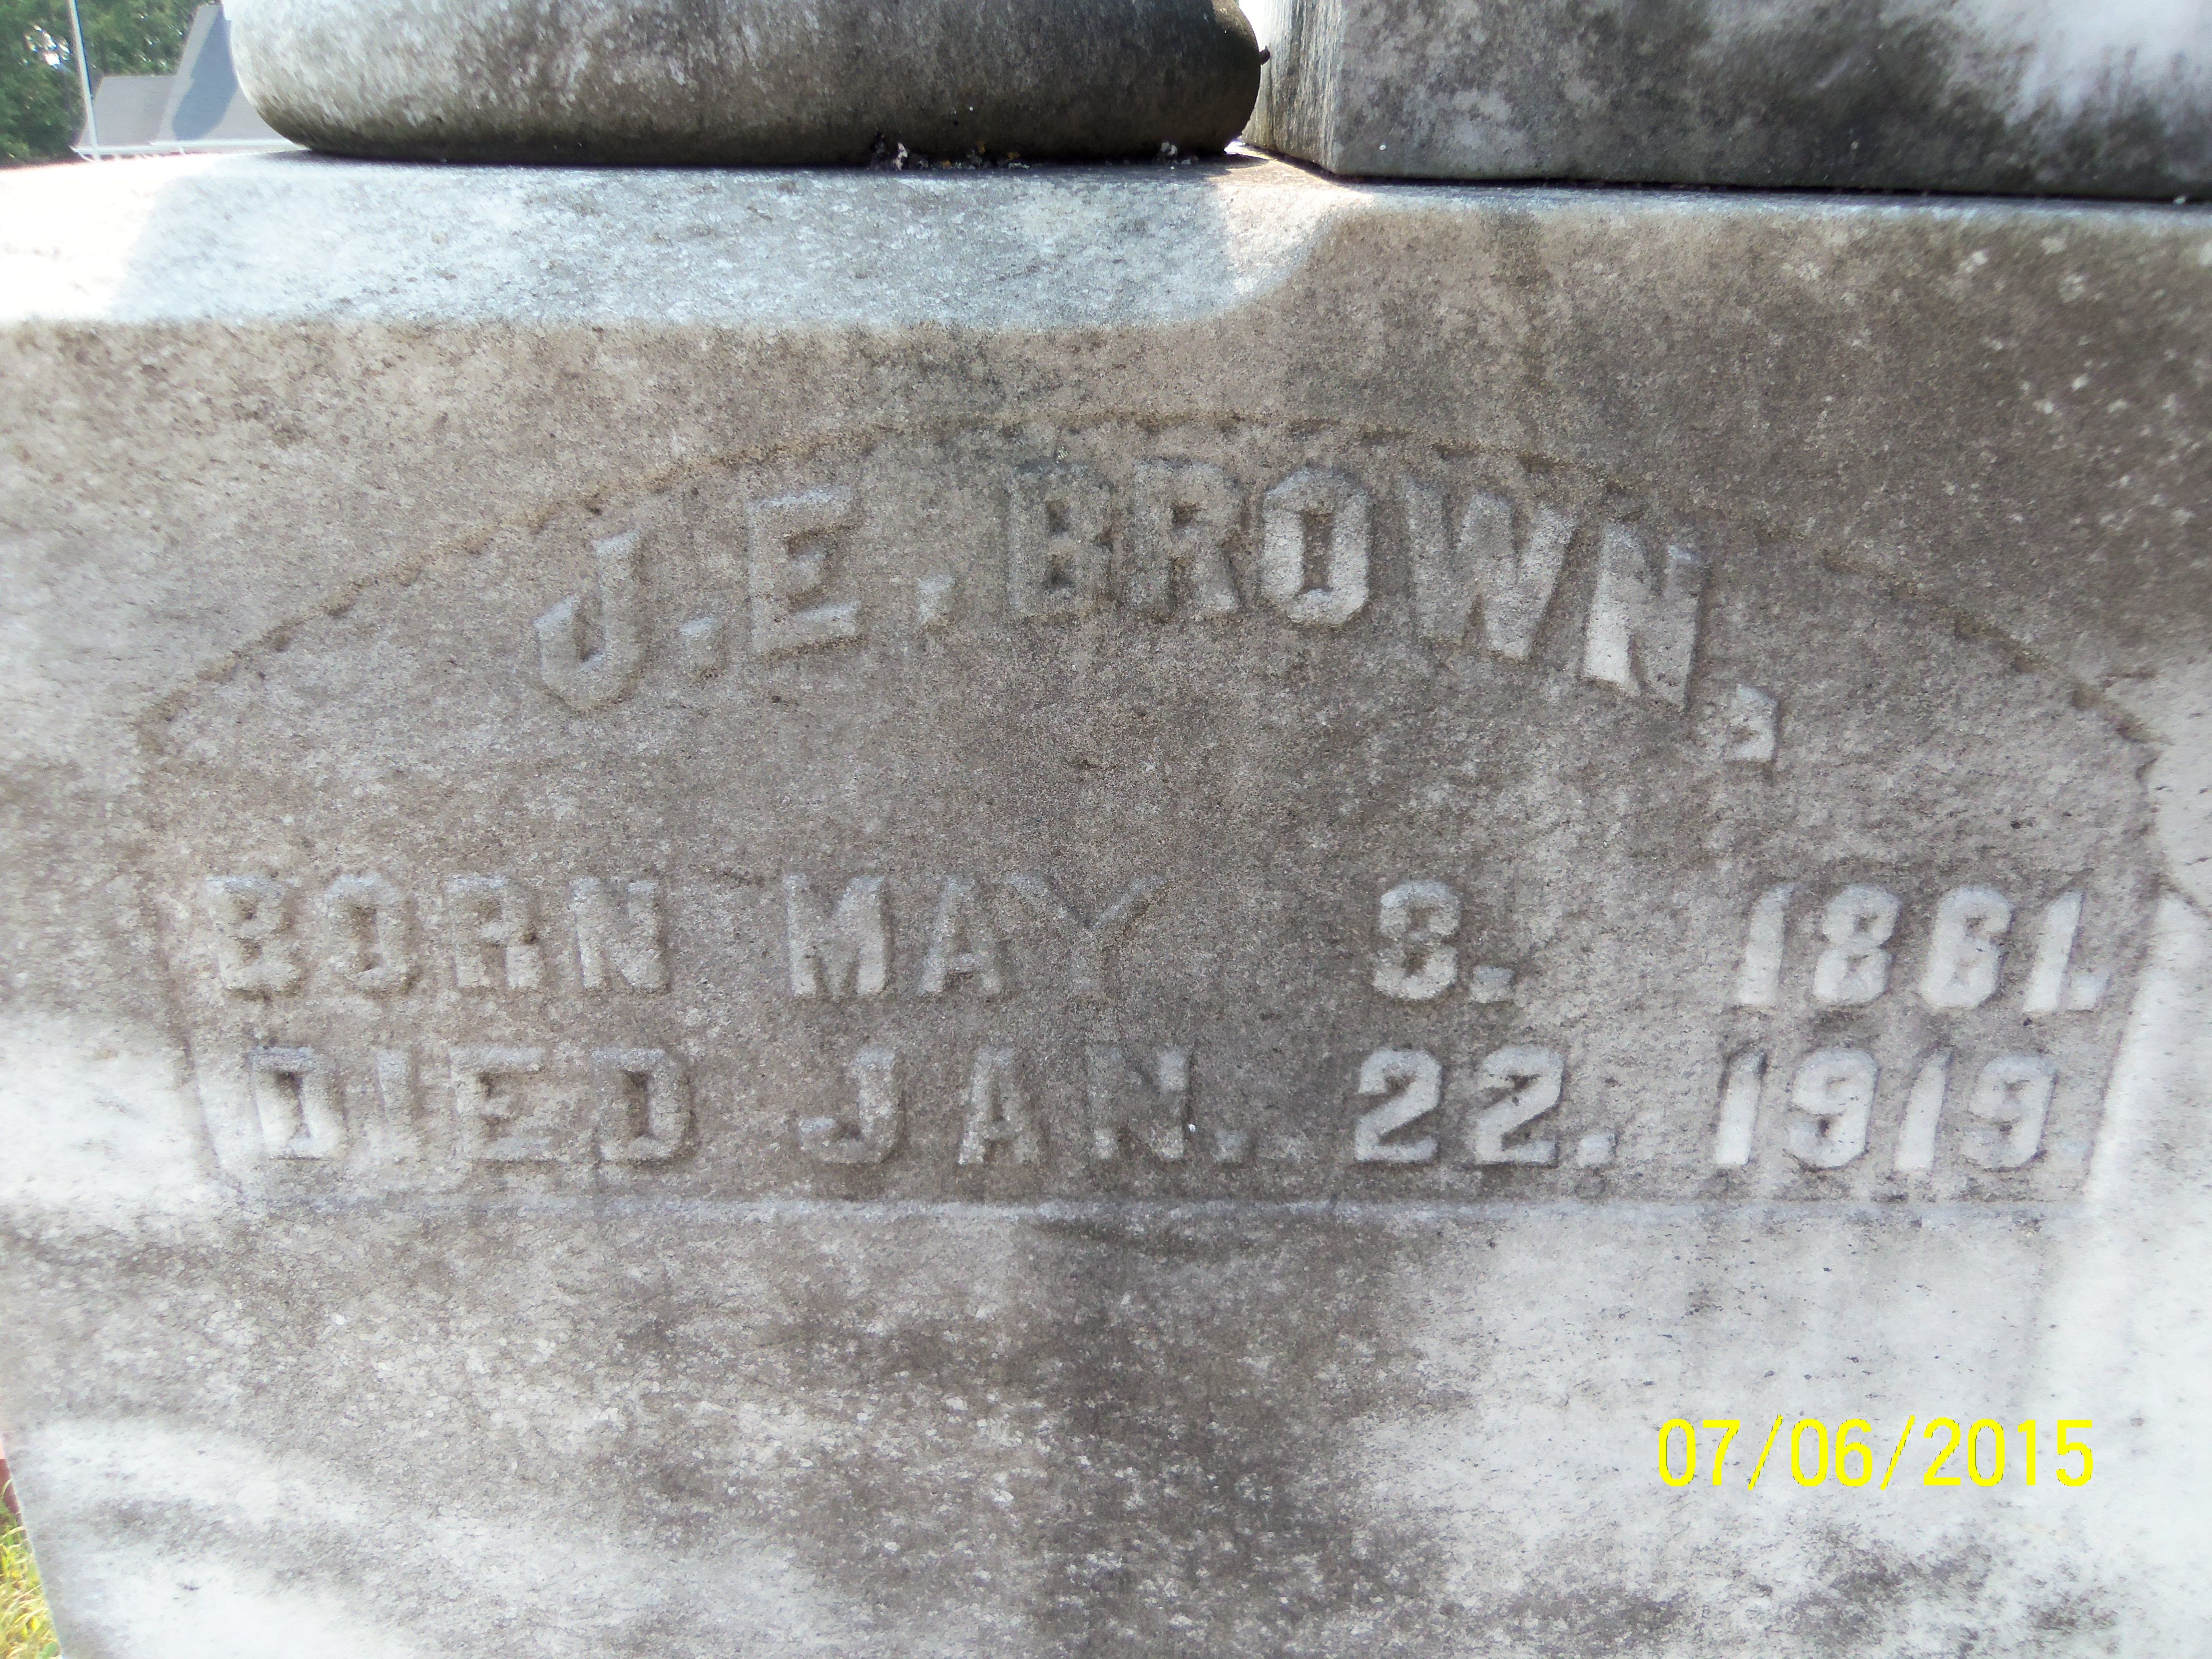 J.E. BROWN.
BORN MAY 3. 1861.
DIED JAN. 22. 1919.
07/06/2015